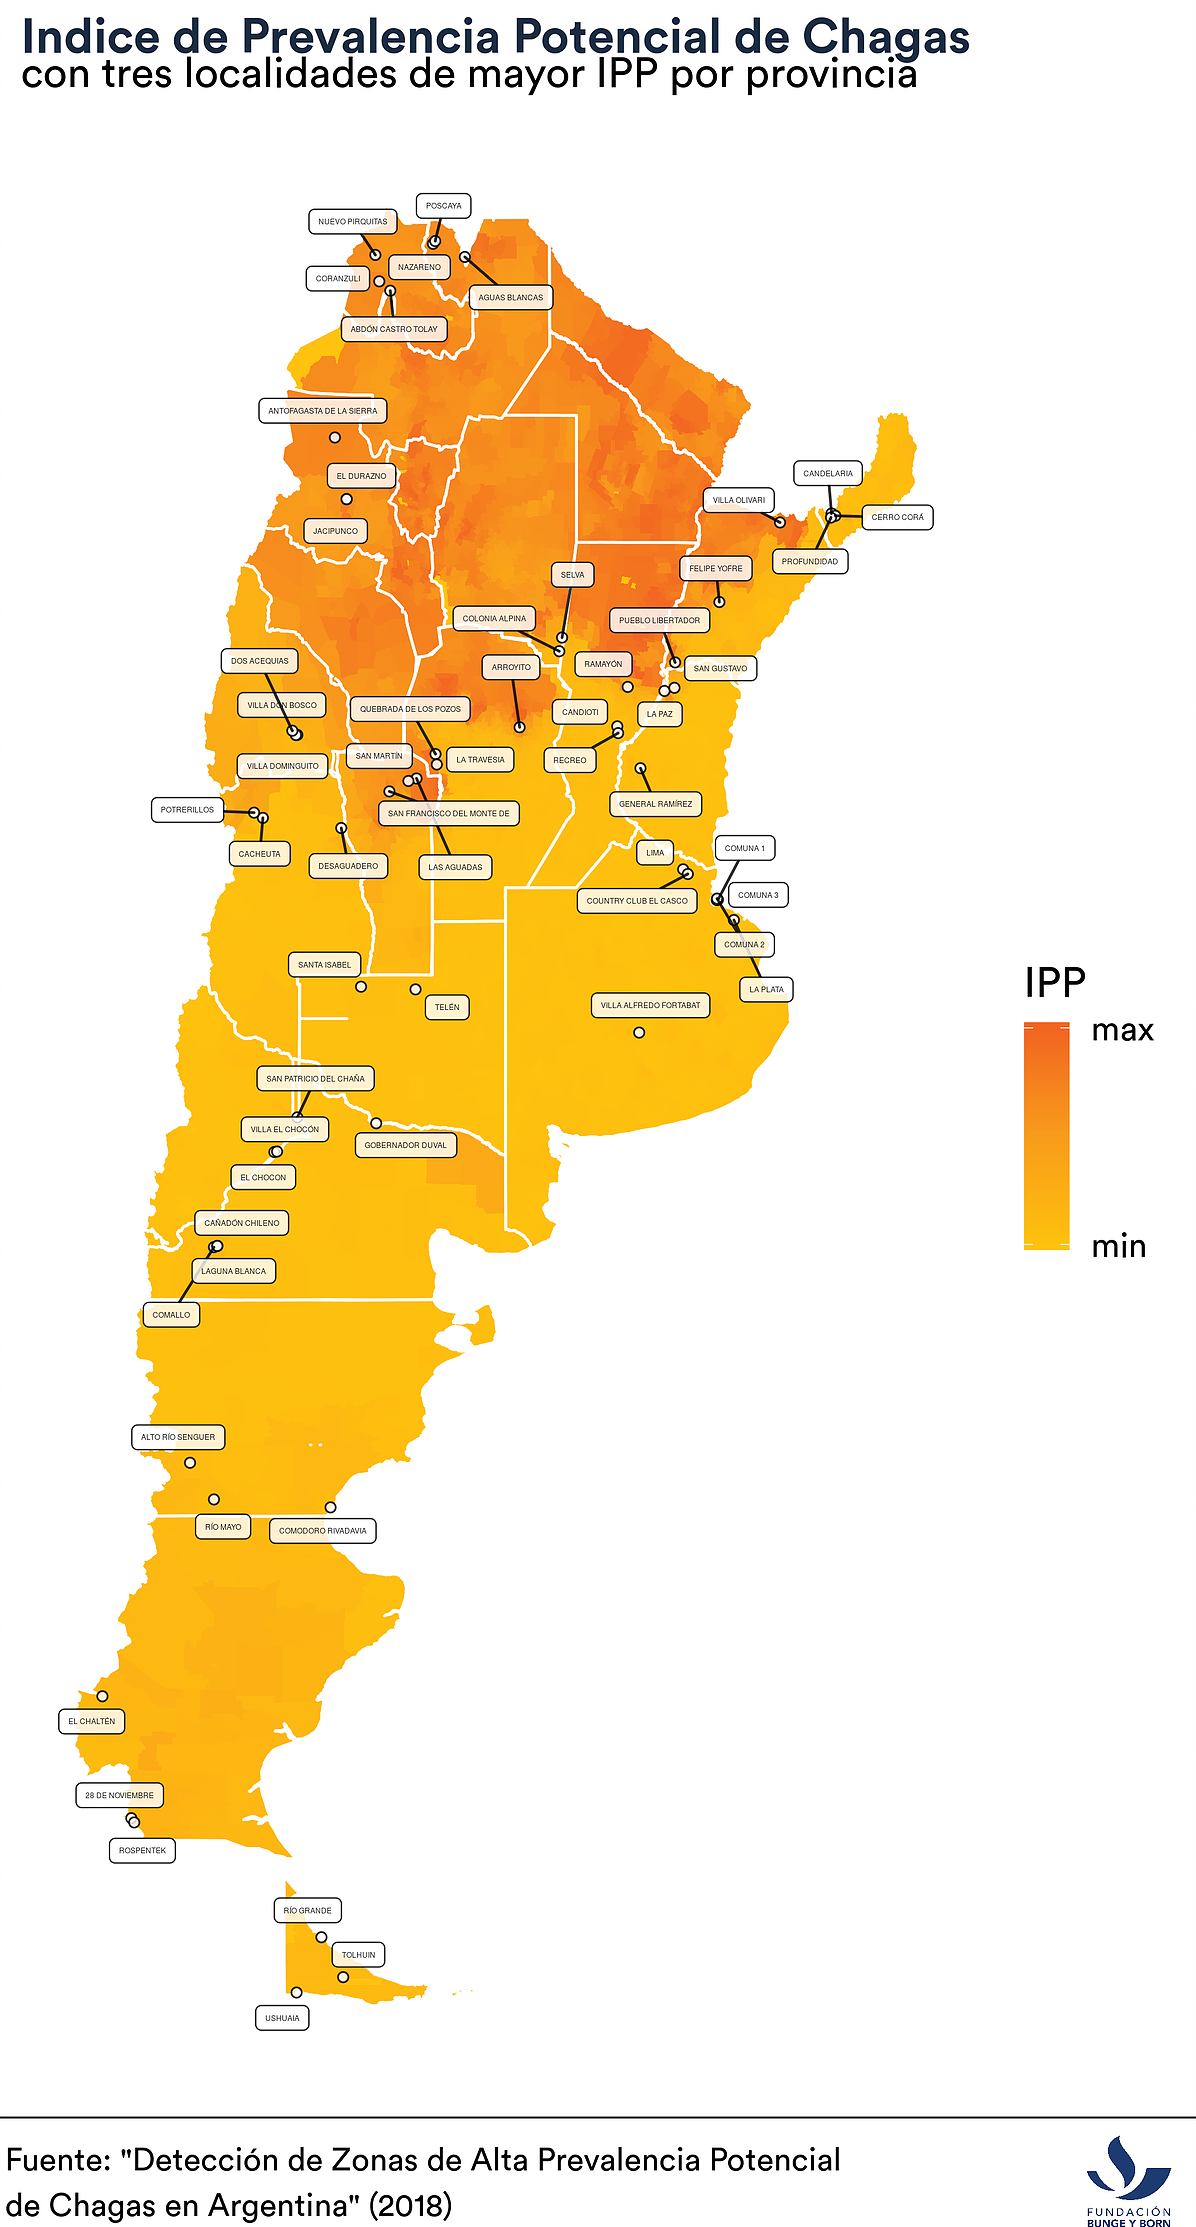 Indice de Prevalencia Potencial de Chagas
con tres localidades de mayor IPP por provincia
POSCAYA
NUEVO PIRQUITAS
NAZARENO
CORANZULI
AGUAS BLANCAS
ABDÓN CASTRO TOLAY
ANTOFAGASTA DE LA SIERRA
EL DURAZNO
CANDELARIA
VILLA OLIVARI
CERRO CORÁ
JACIPUNCO
PROFUNDIDAD
FELIPE YOFRE
SELVA
COLONIA ALPINA
PUEBLO LIBERTADOR
DOS ACEQUIAS
ARROYITO
RAMAYÓN
SAN GUSTAVO
VILLA DON BOSCO
QUEBRADA DE LOS POZOS
CANDIOTI
LA PAZ
SAN MARTÍN
LA TRAVESIA
RECREO
VILLA DOMINGUITO
POTRERILLOS
SAN FRANCISCO DEL MONTE DE
GENERAL RAMÍREZ
CACHEUTA
DESAGUADERO
LAS AGUADAS
LIMA
COMUNA 1
COUNTRY CLUB EL CASCO
COMUNA 3
COMUNA 2
SANTA ISABEL
LA PLATA
TELÉN
VILLA ALFREDO FORTABAT
IPP
max
min
SAN PATRICIO DEL CHAÑA
VILLA EL CHOCÓN
GOBERNADOR DUVAL
EL CHOCON
CAÑADÓN CHILENO
LAGUNA BLANCA
COMALLO
ALTO RÍO SENGUER
RÍO MAYO
COMODORO RIVADAVIA
EL CHALTÉN
28 DE NOVIEMBRE
ROSPENTEK
RÍO GRANDE
TOLHUIN
USHUAIA
Fuente: "Detección de Zonas de Alta Prevalencia Potencial
de Chagas en Argentina" (2018)
FUNDACIÓN
BUNGE Y BORN